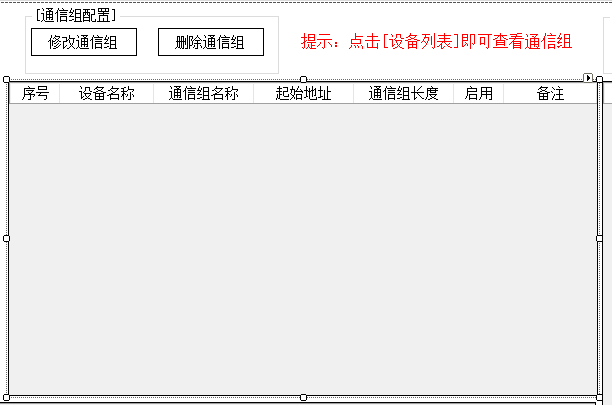 [通信组配置]
修改通信组 删除通信组 提示：点击[设备列表]即可查看通信组
序号 设备名称 通信组名称 起始地址 通信组长度 启用 备注